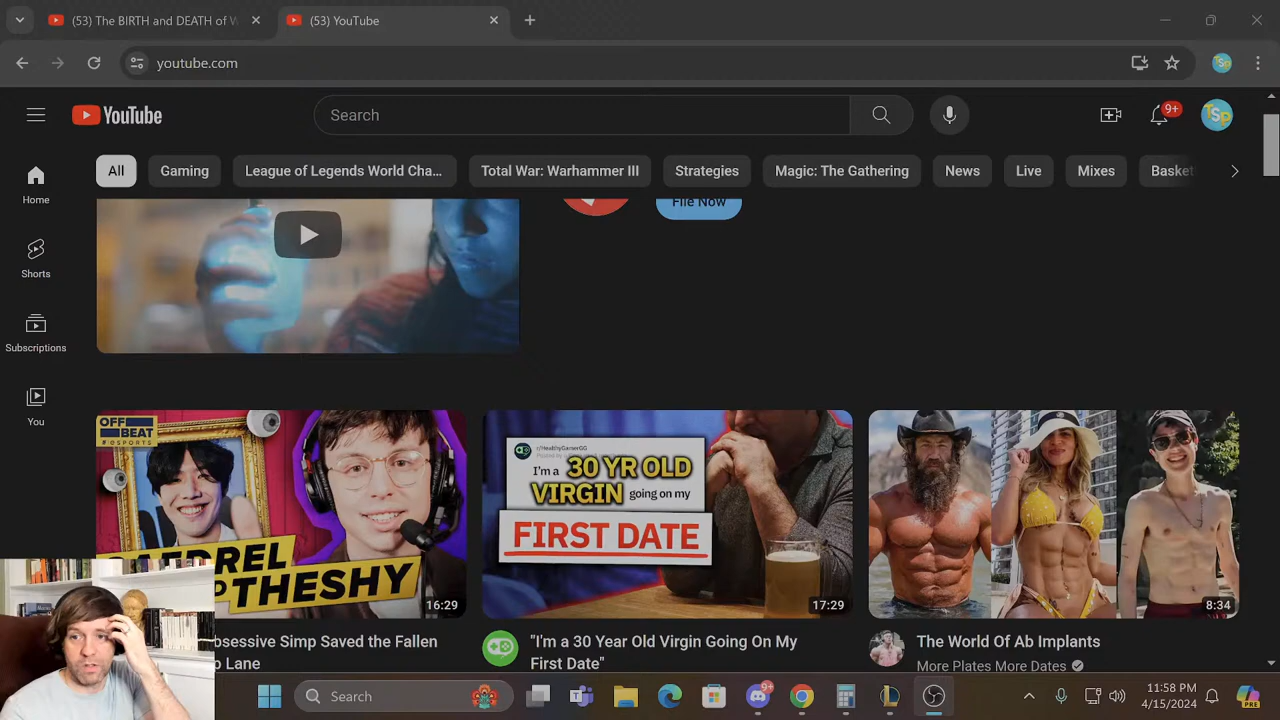 (53) The BIRTH and DEATH of W
(53) YouTube
youtube.com
YouTube
Search
9+
TSP
All
Gaming
League of Legends World Cha...
Total War: Warhammer III
Strategies
Magic: The Gathering
News
Live
Mixes
Basket
Home
Shorts
Subscriptions
You
File Now
OFF
BEAT
#esports
THESHY
16:29
r/HealthyGamerGG
I'm a 30 YR OLD
VIRGIN going on my
FIRST DATE
17:29
8:34
Simp Saved the Fallen
Lane
"I'm a 30 Year Old Virgin Going On My
First Date"
The World Of Ab Implants
More Plates More Dates
Search
9+
11:58 PM
4/15/2024
PRE